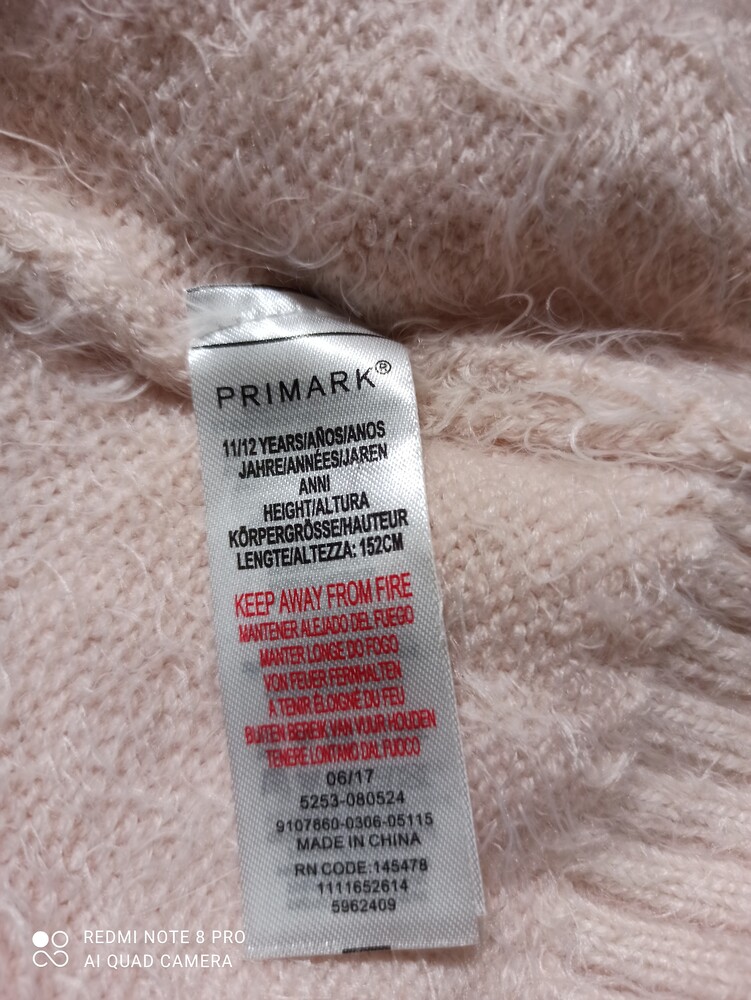 PRIMARK®
11/12 YEARS/AÑOS/ANOS
JAHRE/ANNÉES/JAREN
ANNI
HEIGHT/ALTURA
KÖRPERGRÖSSE/HAUTEUR
LENGTE/ALTEZZA: 152CM
KEEP AWAY FROM FIRE
MANTENER ALEJADO DEL FUEGO
MANTER LONGE DO FOGO
VON FEUER FERNHALTEN
A TENIR ÉLOIGNÉ DU FEU
BUITEN BEREIK VAN VUUR HOUDEN
TENERE LONTANO DAL FUOCO
06/17
5253-080524
9107660-0306-05115
MADE IN CHINA
RN CODE:145478
1111652614
5962409
REDMI NOTE 8 PRO
AI QUAD CAMERA